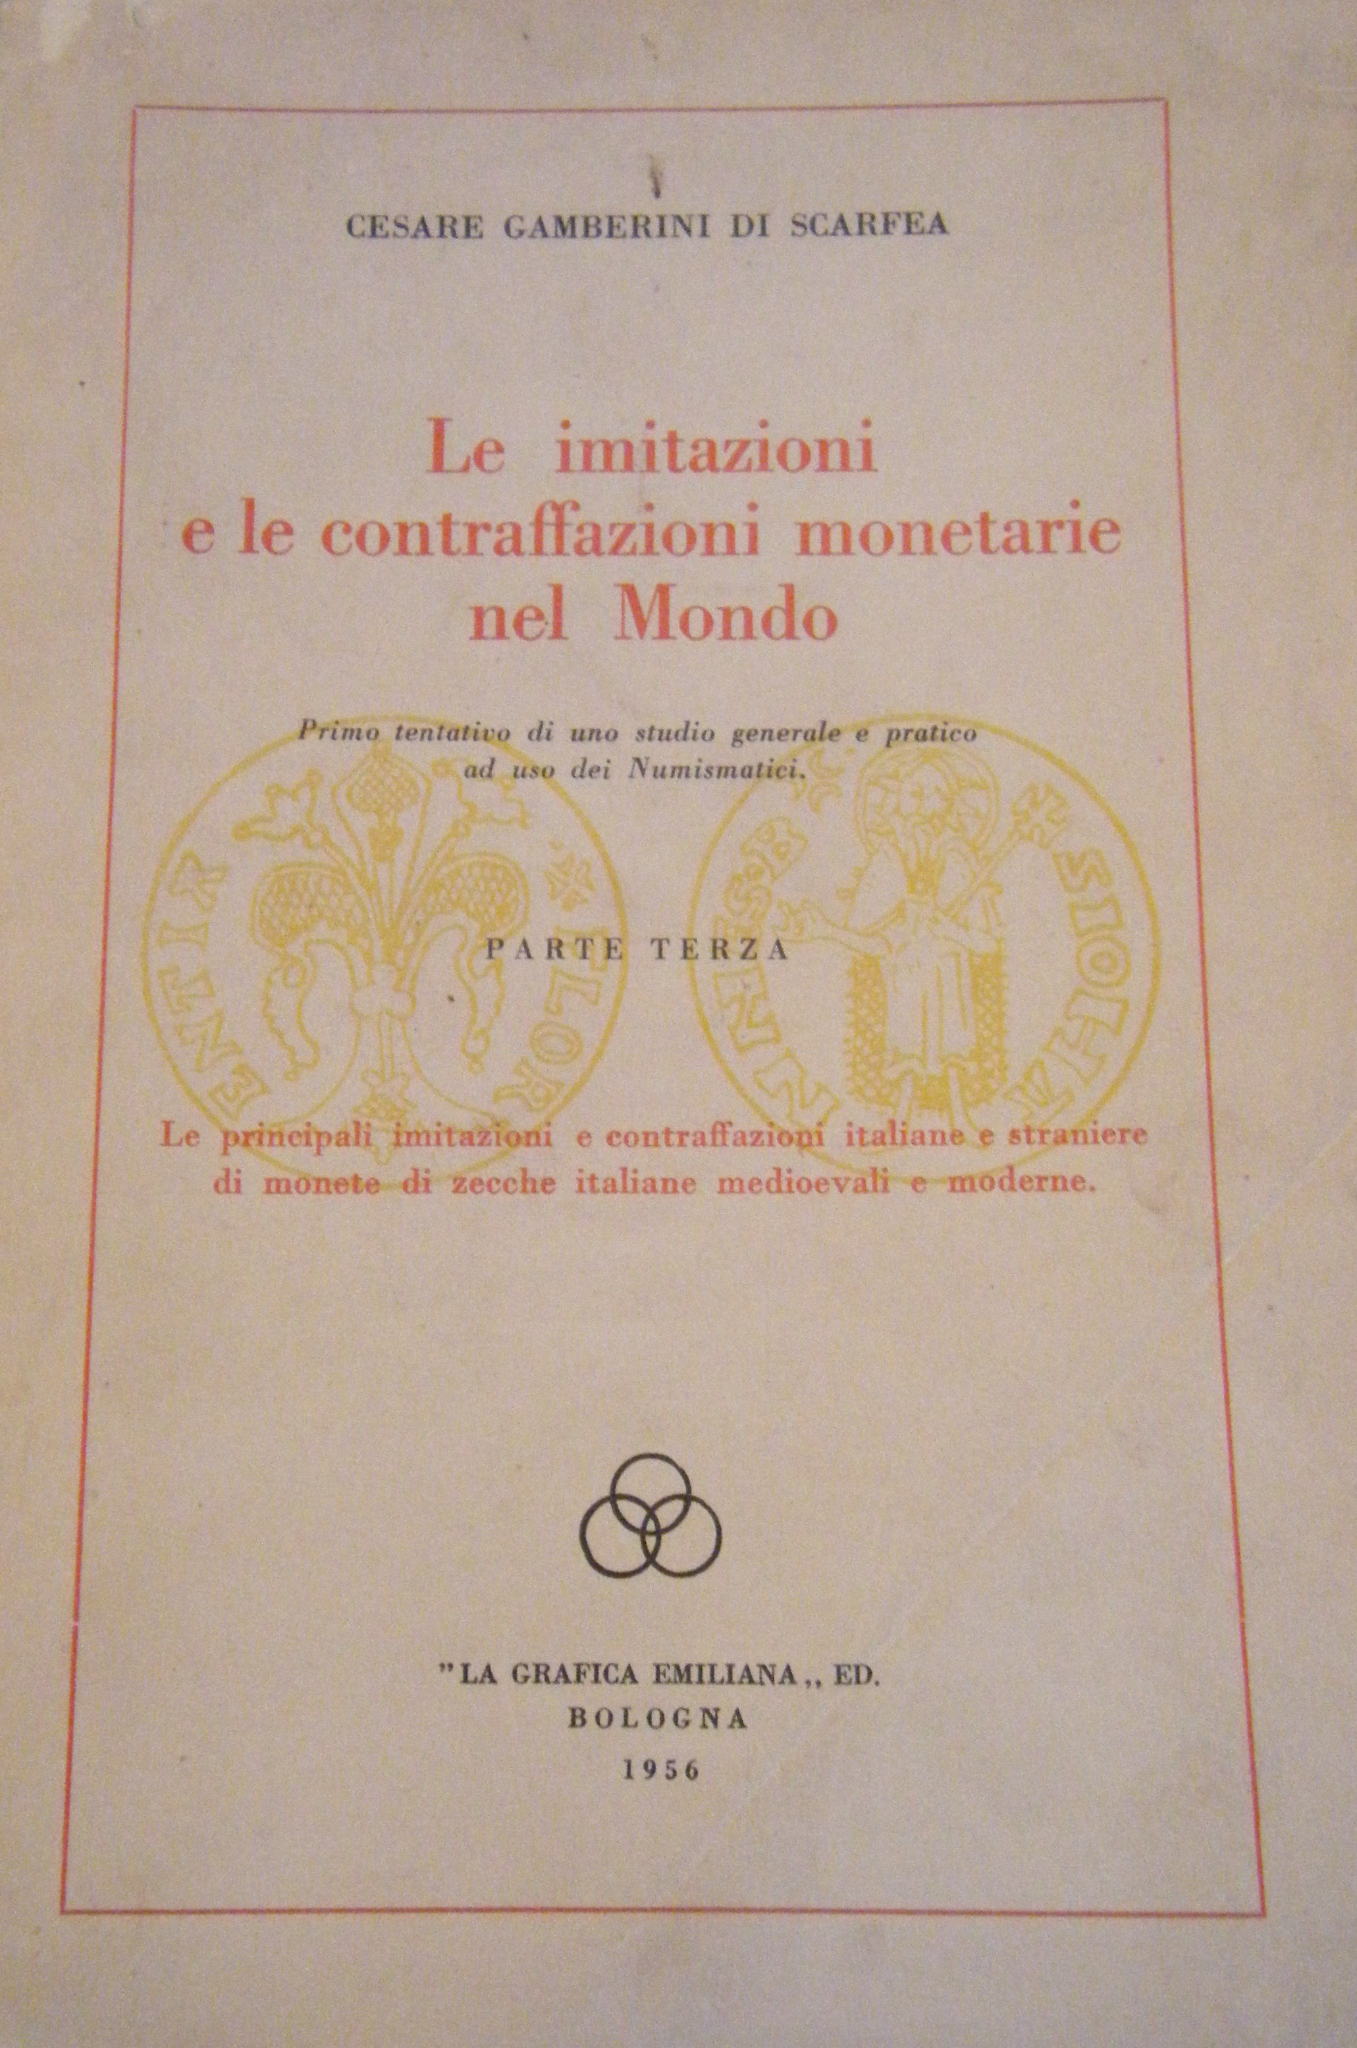 CESARE GAMBERINI DI SCARFEA
Le imitazioni
e le contraffazioni monetarie
nel Mondo
Primo tentativo di uno studio generale e pratico
ad uso dei Numismatici.
PARTE TERZA
Le principali imitazioni e contraffazioni italiane e straniere
di monete di zecche italiane medioevali e moderne.
"LA GRAFICA EMILIANA,, ED.
BOLOGNA
1956